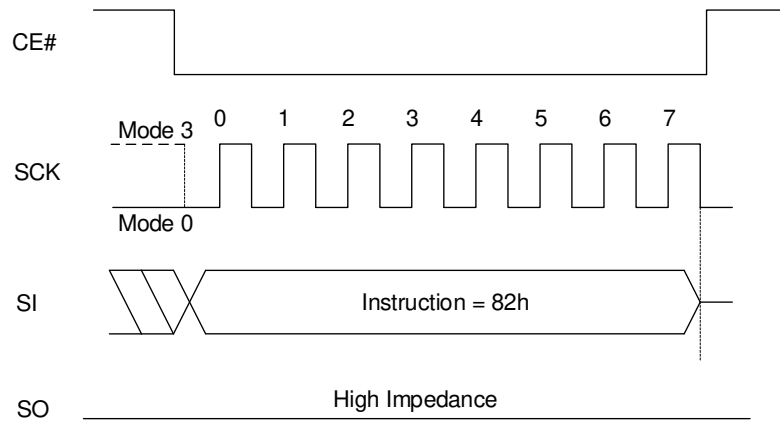 CE#
0 1 2 3 4 5 6 7
Mode 3
SCK
Mode 0
SI
Instruction = 82h
High Impedance
SO